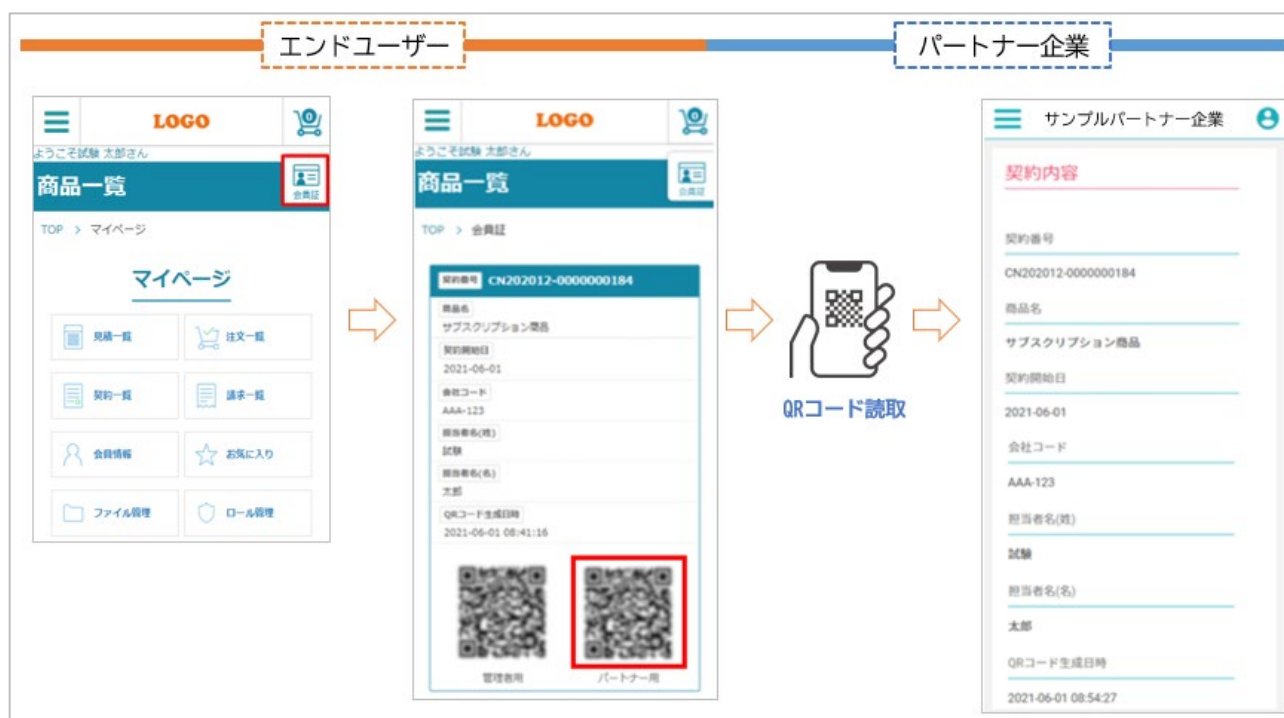 エンドユーザー
パートナー企業
LOGO
0
ようこそ試験 太郎さん
商品一覧
会員証
TOP > マイページ
マイページ
見積一覧
注文一覧
契約一覧
請求一覧
会員情報
お気に入り
ファイル管理
ロール管理
LOGO
0
ようこそ試験 太郎さん
商品一覧
会員証
TOP > 会員証
契約番号 CN202012-0000000184
商品名
サブスクリプション商品
契約開始日
2021-06-01
会社コード
AAA-123
担当者名(姓)
試験
担当者名(名)
太郎
QRコード生成日時
2021-06-01 08:41:16
管理者用
パートナー用
QRコード読取
サンプルパートナー企業
契約内容
契約番号
CN202012-0000000184
商品名
サブスクリプション商品
契約開始日
2021-06-01
会社コード
AAA-123
担当者名(姓)
試験
担当者名(名)
太郎
QRコード生成日時
2021-06-01 08:54:27